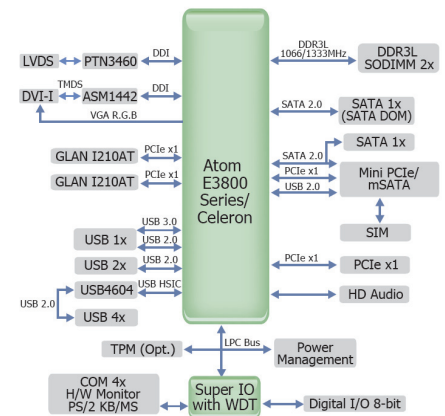 LVDS
PTN3460
DDI
DVI-I
TMDS
ASM1442
DDI
VGA R.G.B
GLAN I210AT
PCIe x1
GLAN I210AT
PCIe x1
USB 3.0
USB 1x
USB 2.0
USB 2x
USB 2.0
USB4604
USB HSIC
USB 2.0
USB 4x
Atom
E3800
Series/
Celeron
DDR3L
1066/1333MHz
DDR3L
SODIMM 2x
SATA 2.0
SATA 1x
(SATA DOM)
SATA 1x
SATA 2.0
PCIe x1
USB 2.0
Mini PCIe/
mSATA
SIM
PCIe x1
PCIe x1
HD Audio
TPM (Opt.)
LPC Bus
Power
Management
COM 4x
H/W Monitor
PS/2 KB/MS
Super IO
with WDT
Digital I/O 8-bit